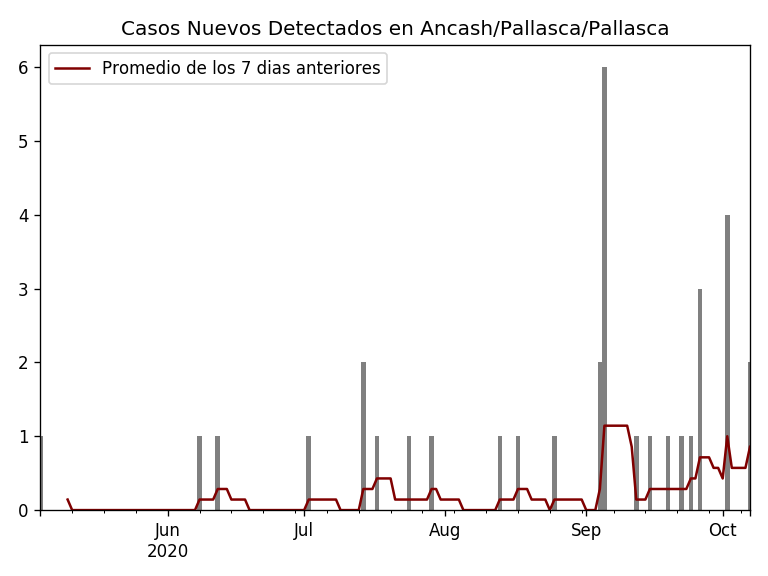 Casos Nuevos Detectados en Ancash/Pallasca/Pallasca
Promedio de los 7 dias anteriores
6
5
4
3
2
1
0
Jun
2020
Jul
Aug
Sep
Oct